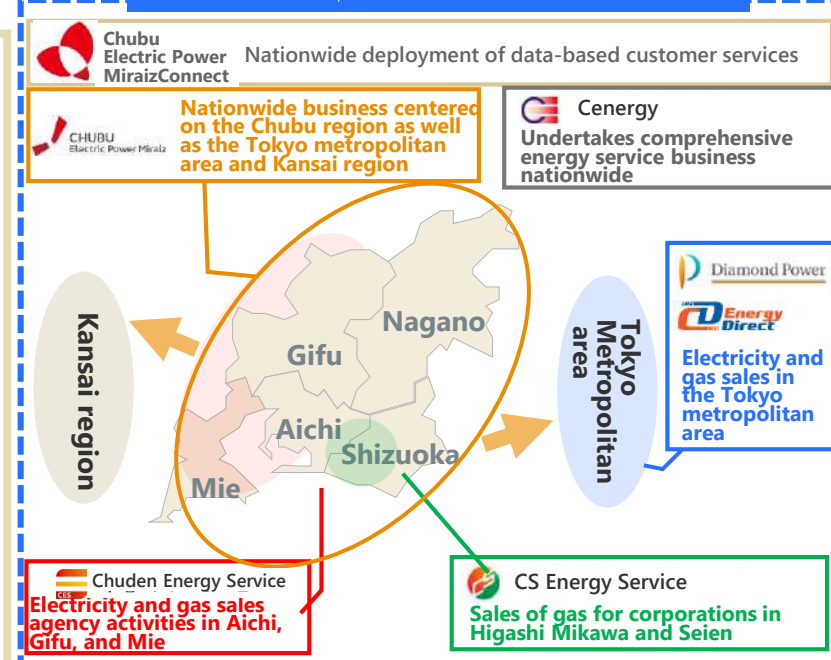 Chubu
Electric Power
MiraizConnect
Nationwide deployment of data-based customer services
CHUBU
Electric Power Miraiz
Nationwide business centered
on the Chubu region as well
as the Tokyo metropolitan
area and Kansai region
Cenergy
Undertakes comprehensive
energy service business
nationwide
Kansai region
Nagano
Gifu
Aichi
Shizuoka
Mie
Tokyo
Metropolitan
area
Diamond Power
CD Energy
Direct
Electricity and
gas sales in
the Tokyo
metropolitan
area
Chuden Energy Service
CES
Electricity and gas sales
agency activities in Aichi,
Gifu, and Mie
CS Energy Service
Sales of gas for corporations in
Higashi Mikawa and Seien